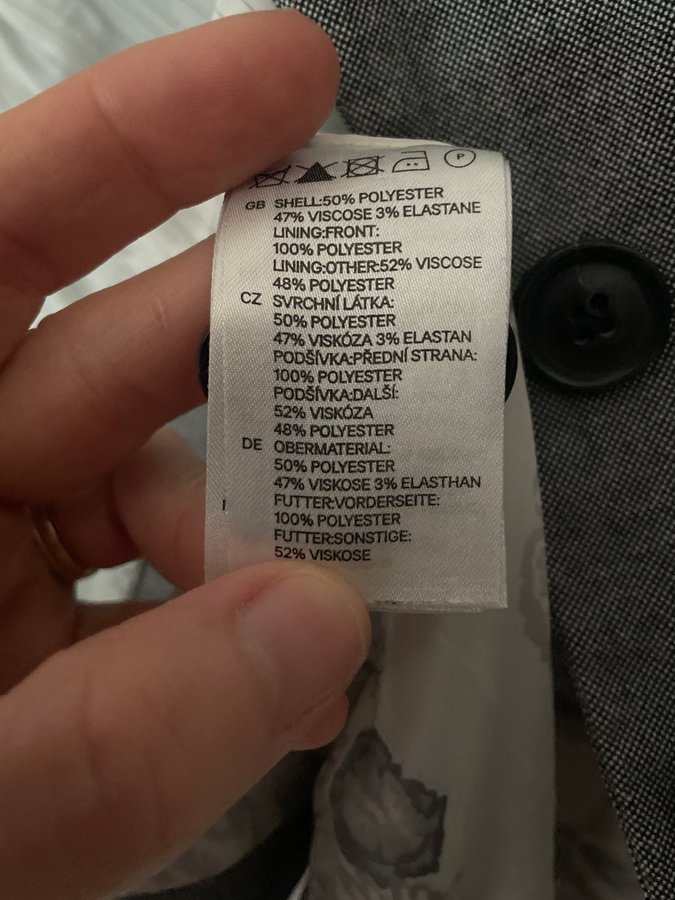 P
GB SHELL:50% POLYESTER
47% VISCOSE 3% ELASTANE
LINING:FRONT:
100% POLYESTER
LINING:OTHER:52% VISCOSE
48% POLYESTER
CZ SVRCHNÍ LÁTKA:
50% POLYESTER
47% VISKÓZA 3% ELASTAN
PODŠÍVKA:PŘEDNÍ STRANA:
100% POLYESTER
PODŠÍVKA:DALŠÍ:
52% VISKÓZA
48% POLYESTER
DE OBERMATERIAL:
50% POLYESTER
47% VISKOSE 3% ELASTHAN
FUTTER:VORDERSEITE:
100% POLYESTER
FUTTER:SONSTIGE:
52% VISKOSE